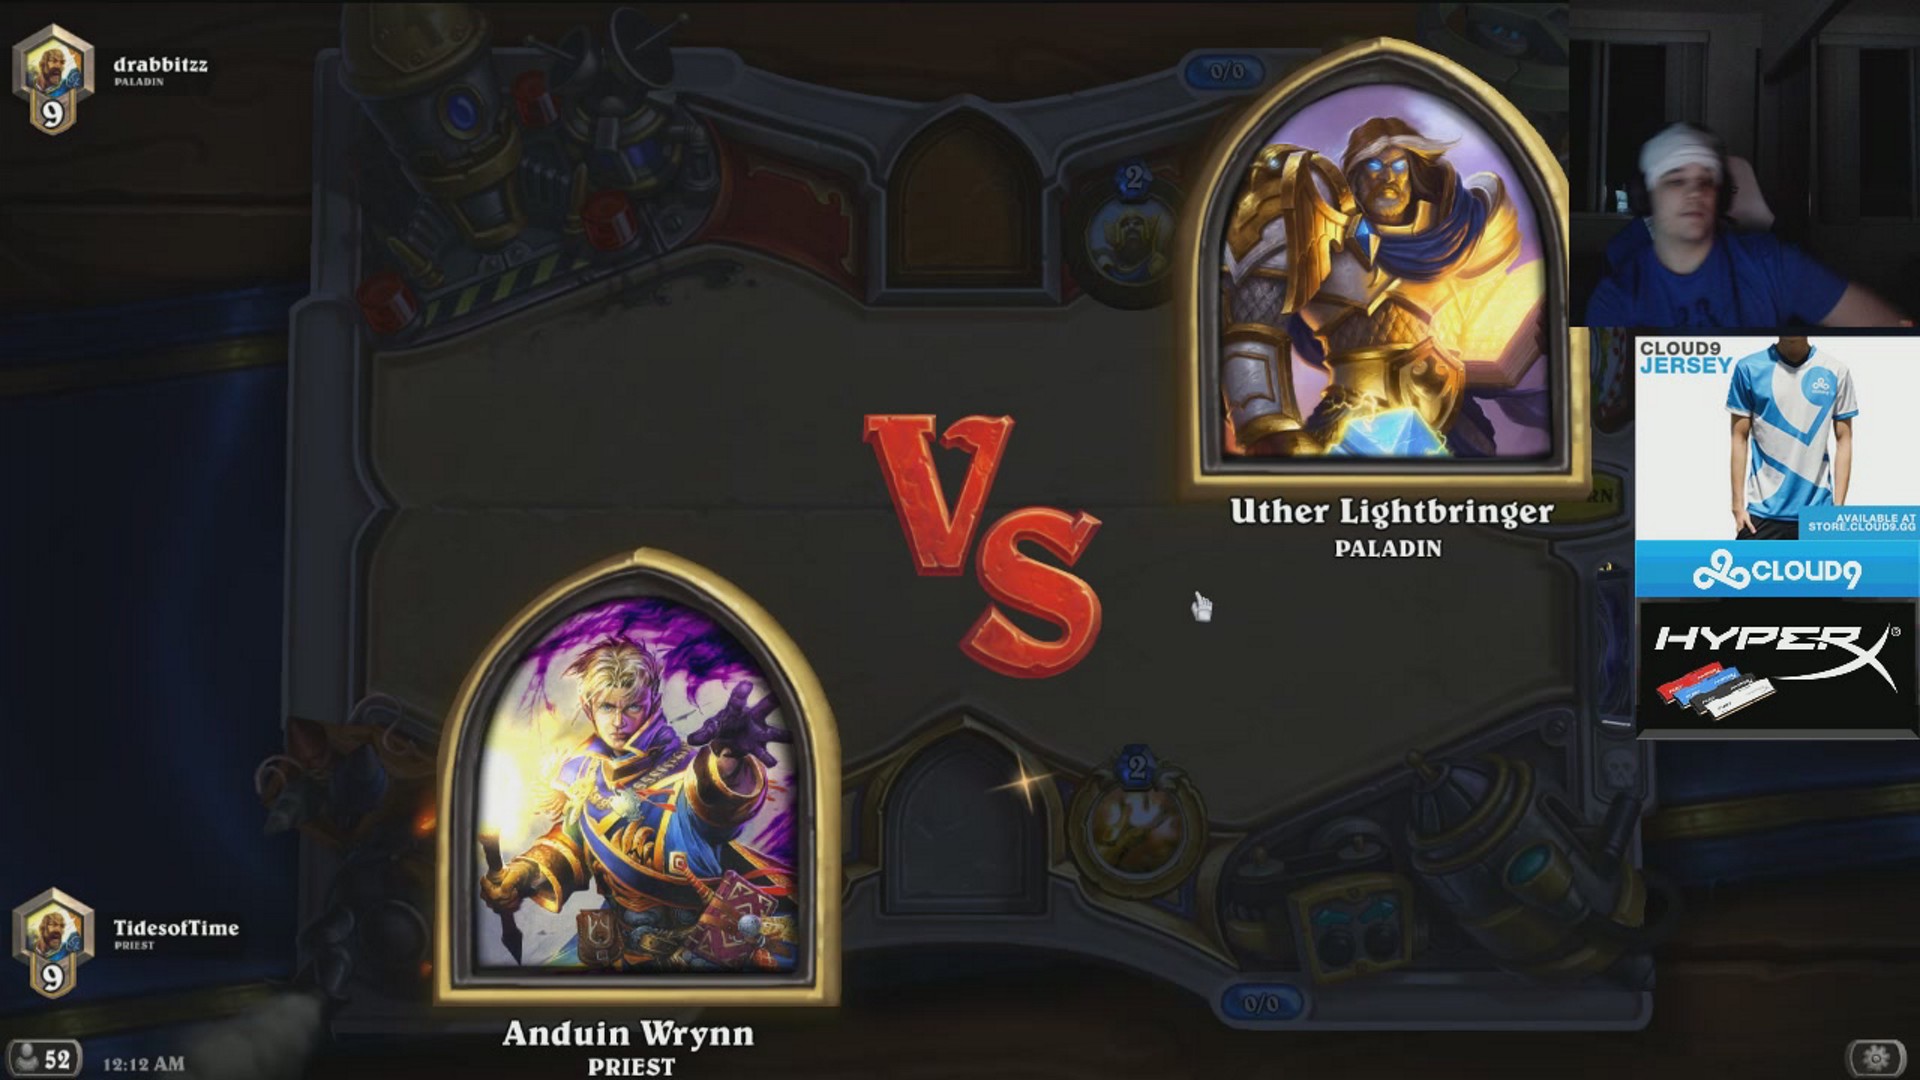 drabbitzz
PALADIN
9
0/0
2
CLOUD9
JERSEY
AVAILABLE AT
STORE.CLOUD9.GG
CLOUD9
HYPERX
VS
Uther Lightbringer
PALADIN
RN
2
TidesofTime
PRIEST
9
0/0
Anduin Wrynn
PRIEST
52
12:12 AM